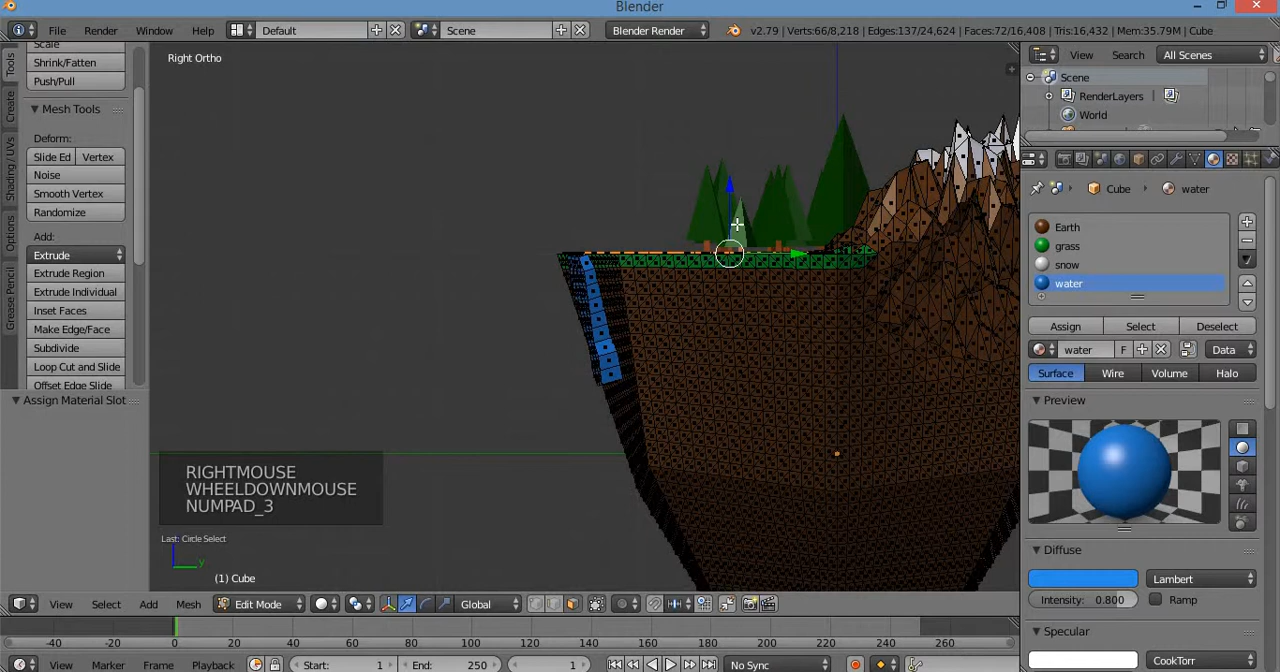 Blender
File Render Window Help Default Scene Blender Render v2.79 | Verts:66/8,218 | Edges:137/24,624 | Faces:72/16,408 | Tris:16,432 | Mem:35.79M | Cube
Right Ortho
View Search All Scenes
Scene
RenderLayers
World
Tools
Create
Shading / UVs
Options
Grease Pencil
Scale
Shrink/Fatten
Push/Pull
Mesh Tools
Deform:
Slide Ed Vertex
Noise
Smooth Vertex
Randomize
Add:
Extrude
Extrude Region
Extrude Individual
Inset Faces
Make Edge/Face
Subdivide
Loop Cut and Slide
Offset Edge Slide
Assign Material Slot
RIGHTMOUSE
WHEELDOWNMOUSE
NUMPAD_3
Last: Circle Select
z
y
(1) Cube
Cube water
Earth
grass
snow
water
Assign Select Deselect
water F Data
Surface Wire Volume Halo
Preview
Diffuse
Lambert
Intensity: 0.800 Ramp
Specular
CookTorr
View Select Add Mesh Edit Mode Global
-40 -20 0 20 40 60 80 100 120 140 160 180 200 220 240 260
View Marker Frame Playback Start: 1 End: 250 1 No Sync